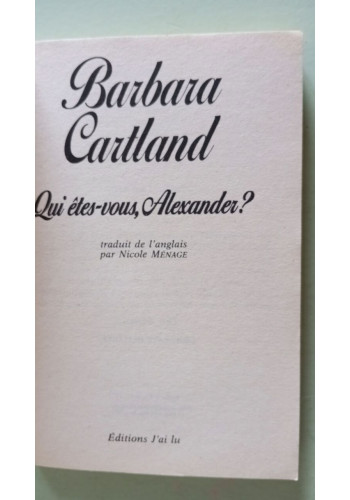 Barbara
Cartland
Qui êtes-vous, Alexander?
traduit de l'anglais
par Nicole MÉNAGE
Éditions J'ai lu